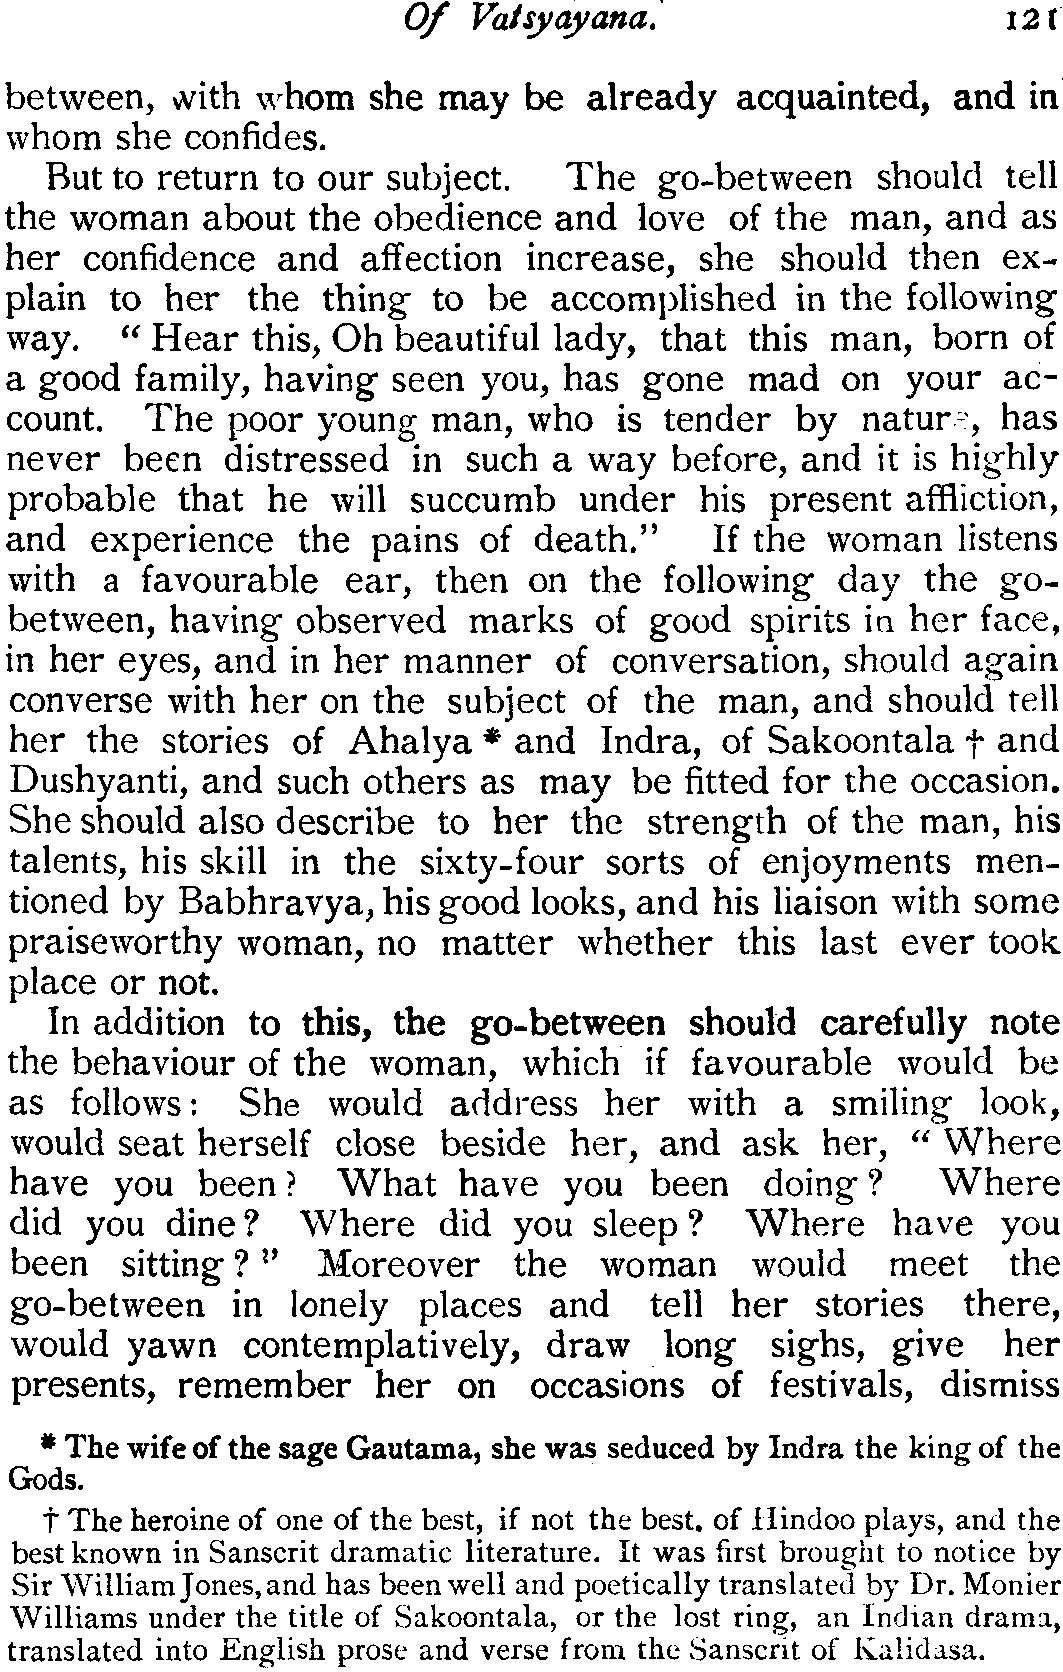 Of Vatsyayana. 121
between, with whom she may be already acquainted, and in
whom she confides.
But to return to our subject. The go-between should tell
the woman about the obedience and love of the man, and as
her confidence and affection increase, she should then ex-
plain to her the thing to be accomplished in the following
way. “ Hear this, Oh beautiful lady, that this man, born of
a good family, having seen you, has gone mad on your ac-
count. The poor young man, who is tender by nature, has
never been distressed in such a way before, and it is highly
probable that he will succumb under his present affliction,
and experience the pains of death.” If the woman listens
with a favourable ear, then on the following day the go-
between, having observed marks of good spirits in her face,
in her eyes, and in her manner of conversation, should again
converse with her on the subject of the man, and should tell
her the stories of Ahalya * and Indra, of Sakoontala † and
Dushyanti, and such others as may be fitted for the occasion.
She should also describe to her the strength of the man, his
talents, his skill in the sixty-four sorts of enjoyments men-
tioned by Babhravya, his good looks, and his liaison with some
praiseworthy woman, no matter whether this last ever took
place or not.
In addition to this, the go-between should carefully note
the behaviour of the woman, which if favourable would be
as follows: She would address her with a smiling look,
would seat herself close beside her, and ask her, “ Where
have you been? What have you been doing? Where
did you dine? Where did you sleep? Where have you
been sitting?” Moreover the woman would meet the
go-between in lonely places and tell her stories there,
would yawn contemplatively, draw long sighs, give her
presents, remember her on occasions of festivals, dismiss
* The wife of the sage Gautama, she was seduced by Indra the king of the
Gods.
† The heroine of one of the best, if not the best. of Hindoo plays, and the
best known in Sanscrit dramatic literature. It was first brought to notice by
Sir William Jones, and has been well and poetically translated by Dr. Monier
Williams under the title of Sakoontala, or the lost ring, an Indian drama,
translated into English prose and verse from the Sanscrit of Kalidasa.